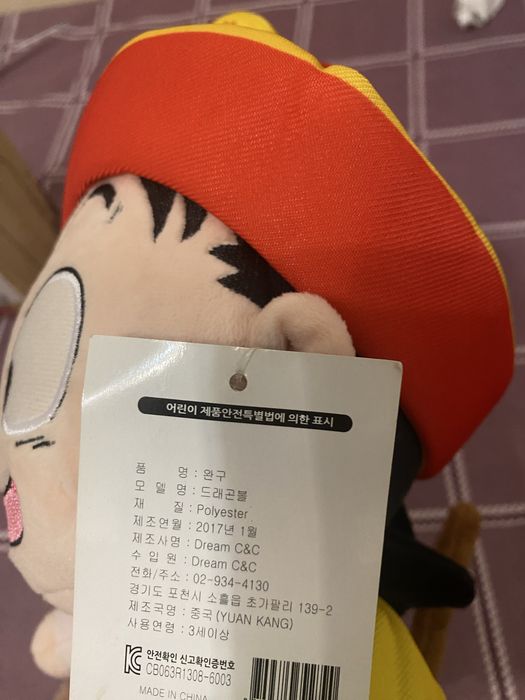 어린이 제품안전특별법에 의한 표시
품 명 : 완구
모 델 명 : 드래곤볼
재 질 : Polyester
제조연월 : 2017년 1월
제조사명 : Dream C&C
수 입 원 : Dream C&C
전화/주소 : 02-934-4130
경기도 포천시 소흘읍 초가팔리 139-2
제조국명 : 중국(YUAN KANG)
사용연령 : 3세이상
안전확인 신고확인증번호
CB063R1308-6003
MADE IN CHINA